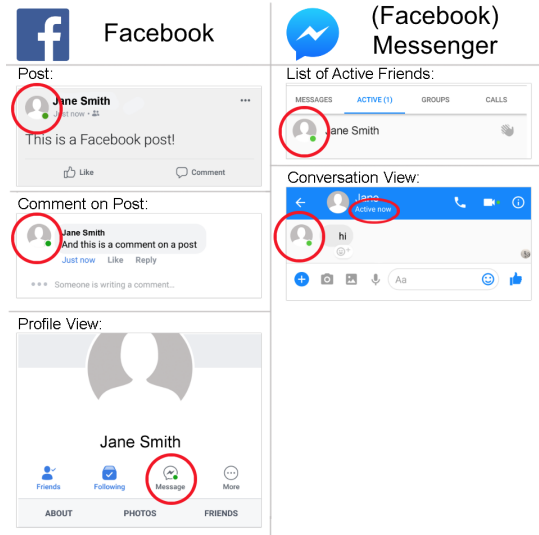 Facebook
Post:
Jane Smith
Just now
This is a Facebook post!
Like
Comment
Comment on Post:
Jane Smith
And this is a comment on a post
Just now Like Reply
Someone is writing a comment...
Profile View:
Jane Smith
Friends
Following
Message
More
ABOUT
PHOTOS
FRIENDS
(Facebook)
Messenger
List of Active Friends:
MESSAGES
ACTIVE (1)
GROUPS
CALLS
Jane Smith
Conversation View:
Jane
Active now
hi
Aa